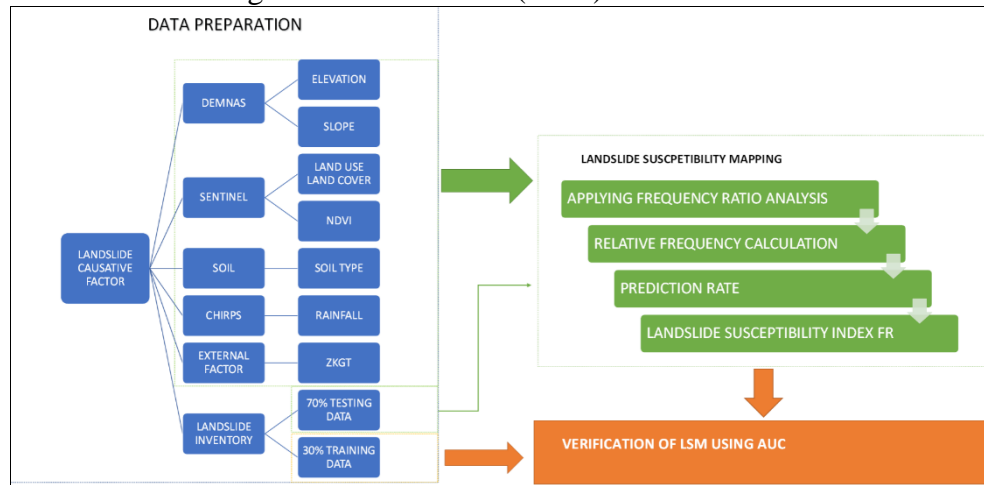 DATA PREPARATION
LANDSLIDE
CAUSATIVE
FACTOR
DEMNAS
ELEVATION
SLOPE
SENTINEL
LAND USE
LAND COVER
NDVI
SOIL
SOIL TYPE
CHIRPS
RAINFALL
EXTERNAL
FACTOR
ZKGT
LANDSLIDE
INVENTORY
70% TESTING
DATA
30% TRAINING
DATA
LANDSLIDE SUSCPETIBILITY MAPPING
APPLYING FREQUENCY RATIO ANALYSIS
RELATIVE FREQUENCY CALCULATION
PREDICTION RATE
LANDSLIDE SUSCEPTIBILITY INDEX FR
VERIFICATION OF LSM USING AUC